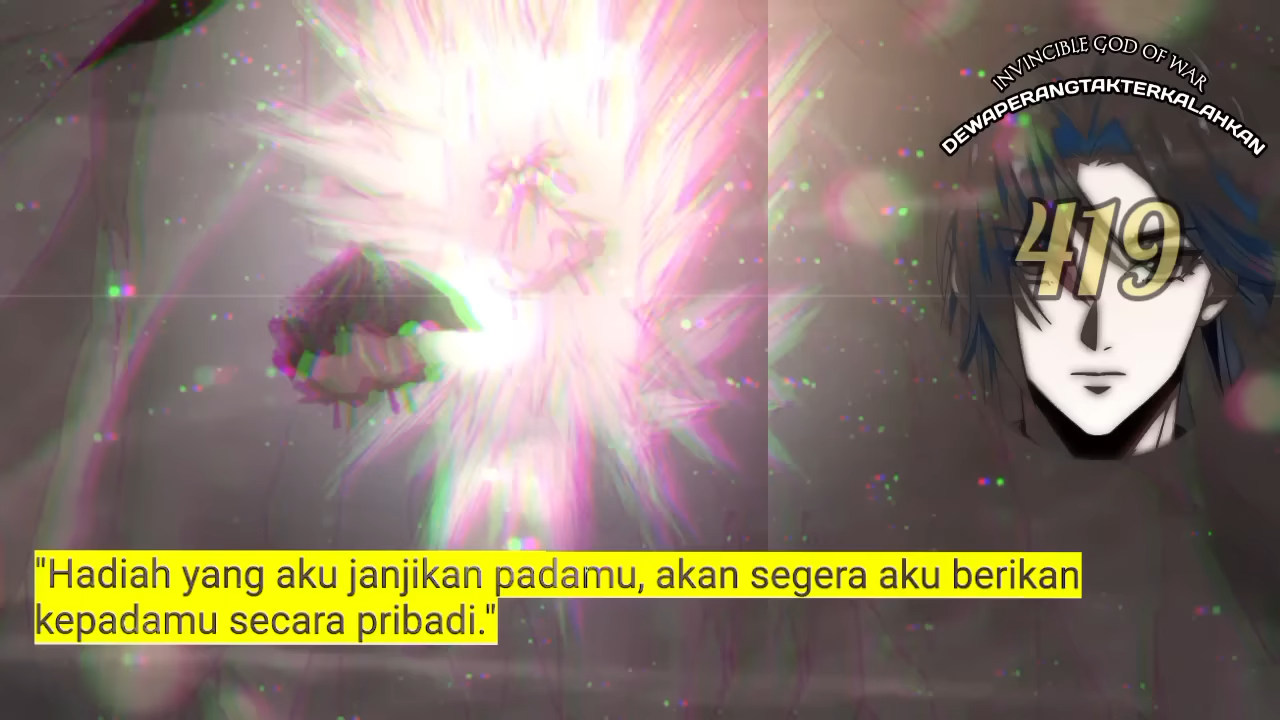 INVINCIBLE GOD OF WAR
DEWAPERANGTAKTERKALAHKAN
419
"Hadiah yang aku janjikan padamu, akan segera aku berikan
kepadamu secara pribadi."